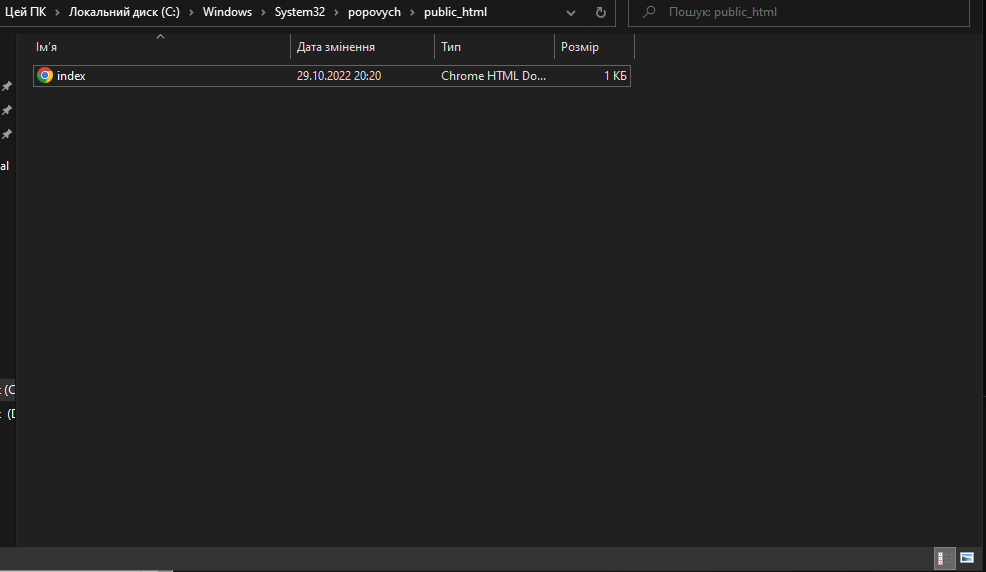 Цей ПК › Локальний диск (C:) › Windows › System32 › popovych › public_html
Пошук: public_html
Ім'я Дата змінення Тип Розмір
index 29.10.2022 20:20 Chrome HTML Do... 1 КБ
al
(C
(D